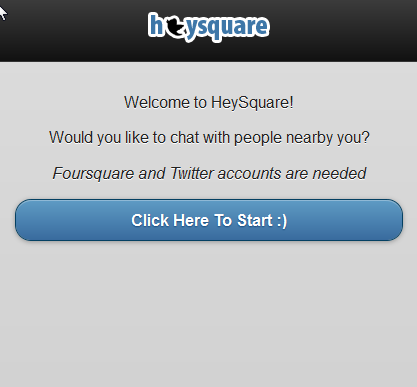 heysquare
Welcome to HeySquare!
Would you like to chat with people nearby you?
Foursquare and Twitter accounts are needed
Click Here To Start :)